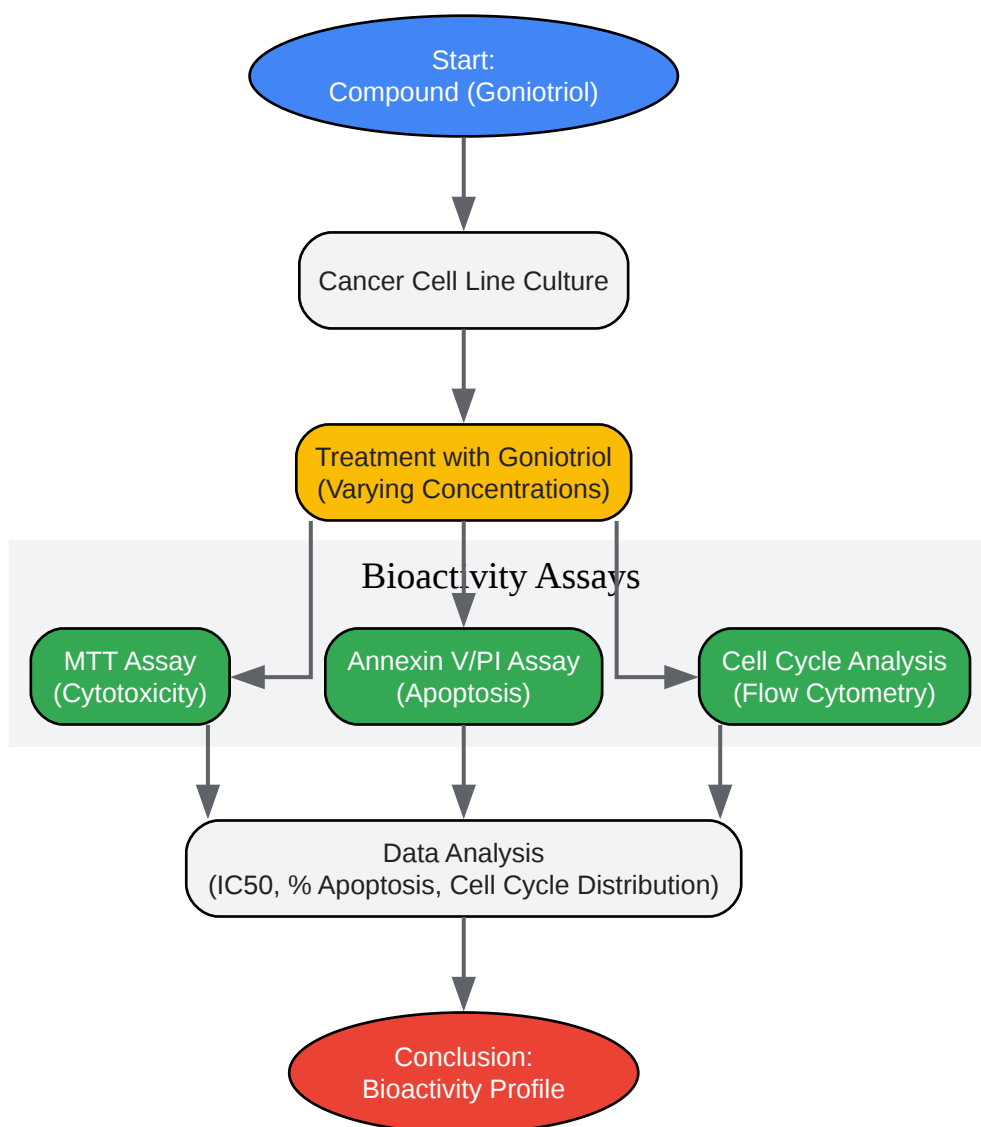 Start:
Compound (Goniotriol)
Cancer Cell Line Culture
Treatment with Goniotriol
(Varying Concentrations)
Bioactivity Assays
MTT Assay
(Cytotoxicity)
Annexin V/PI Assay
(Apoptosis)
Cell Cycle Analysis
(Flow Cytometry)
Data Analysis
(IC50, % Apoptosis, Cell Cycle Distribution)
Conclusion:
Bioactivity Profile